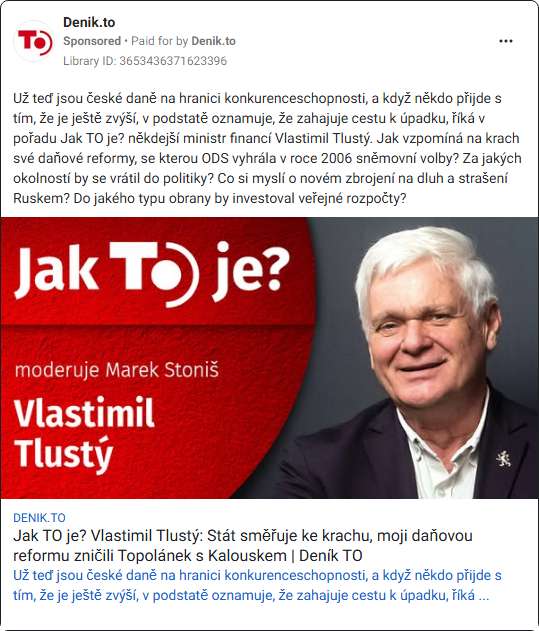 Denik.to
Sponsored • Paid for by Denik.to
Library ID: 3653436371623396
Už teď jsou české daně na hranici konkurenceschopnosti, a když někdo přijde s
tím, že je ještě zvýší, v podstatě oznamuje, že zahajuje cestu k úpadku, říká v
pořadu Jak TO je? někdejší ministr financí Vlastimil Tlustý. Jak vzpomíná na krach
své daňové reformy, se kterou ODS vyhrála v roce 2006 sněmovní volby? Za jakých
okolností by se vrátil do politiky? Co si myslí o novém zbrojení na dluh a strašení
Ruskem? Do jakého typu obrany by investoval veřejné rozpočty?
Jak TO je?
moderuje Marek Stoniš
Vlastimil
Tlustý
DENIK.TO
Jak TO je? Vlastimil Tlustý: Stát směřuje ke krachu, moji daňovou
reformu zničili Topolánek s Kalouskem | Deník TO
Už teď jsou české daně na hranici konkurenceschopnosti, a když někdo přijde s
tím, že je ještě zvýší, v podstatě oznamuje, že zahajuje cestu k úpadku, říká ...